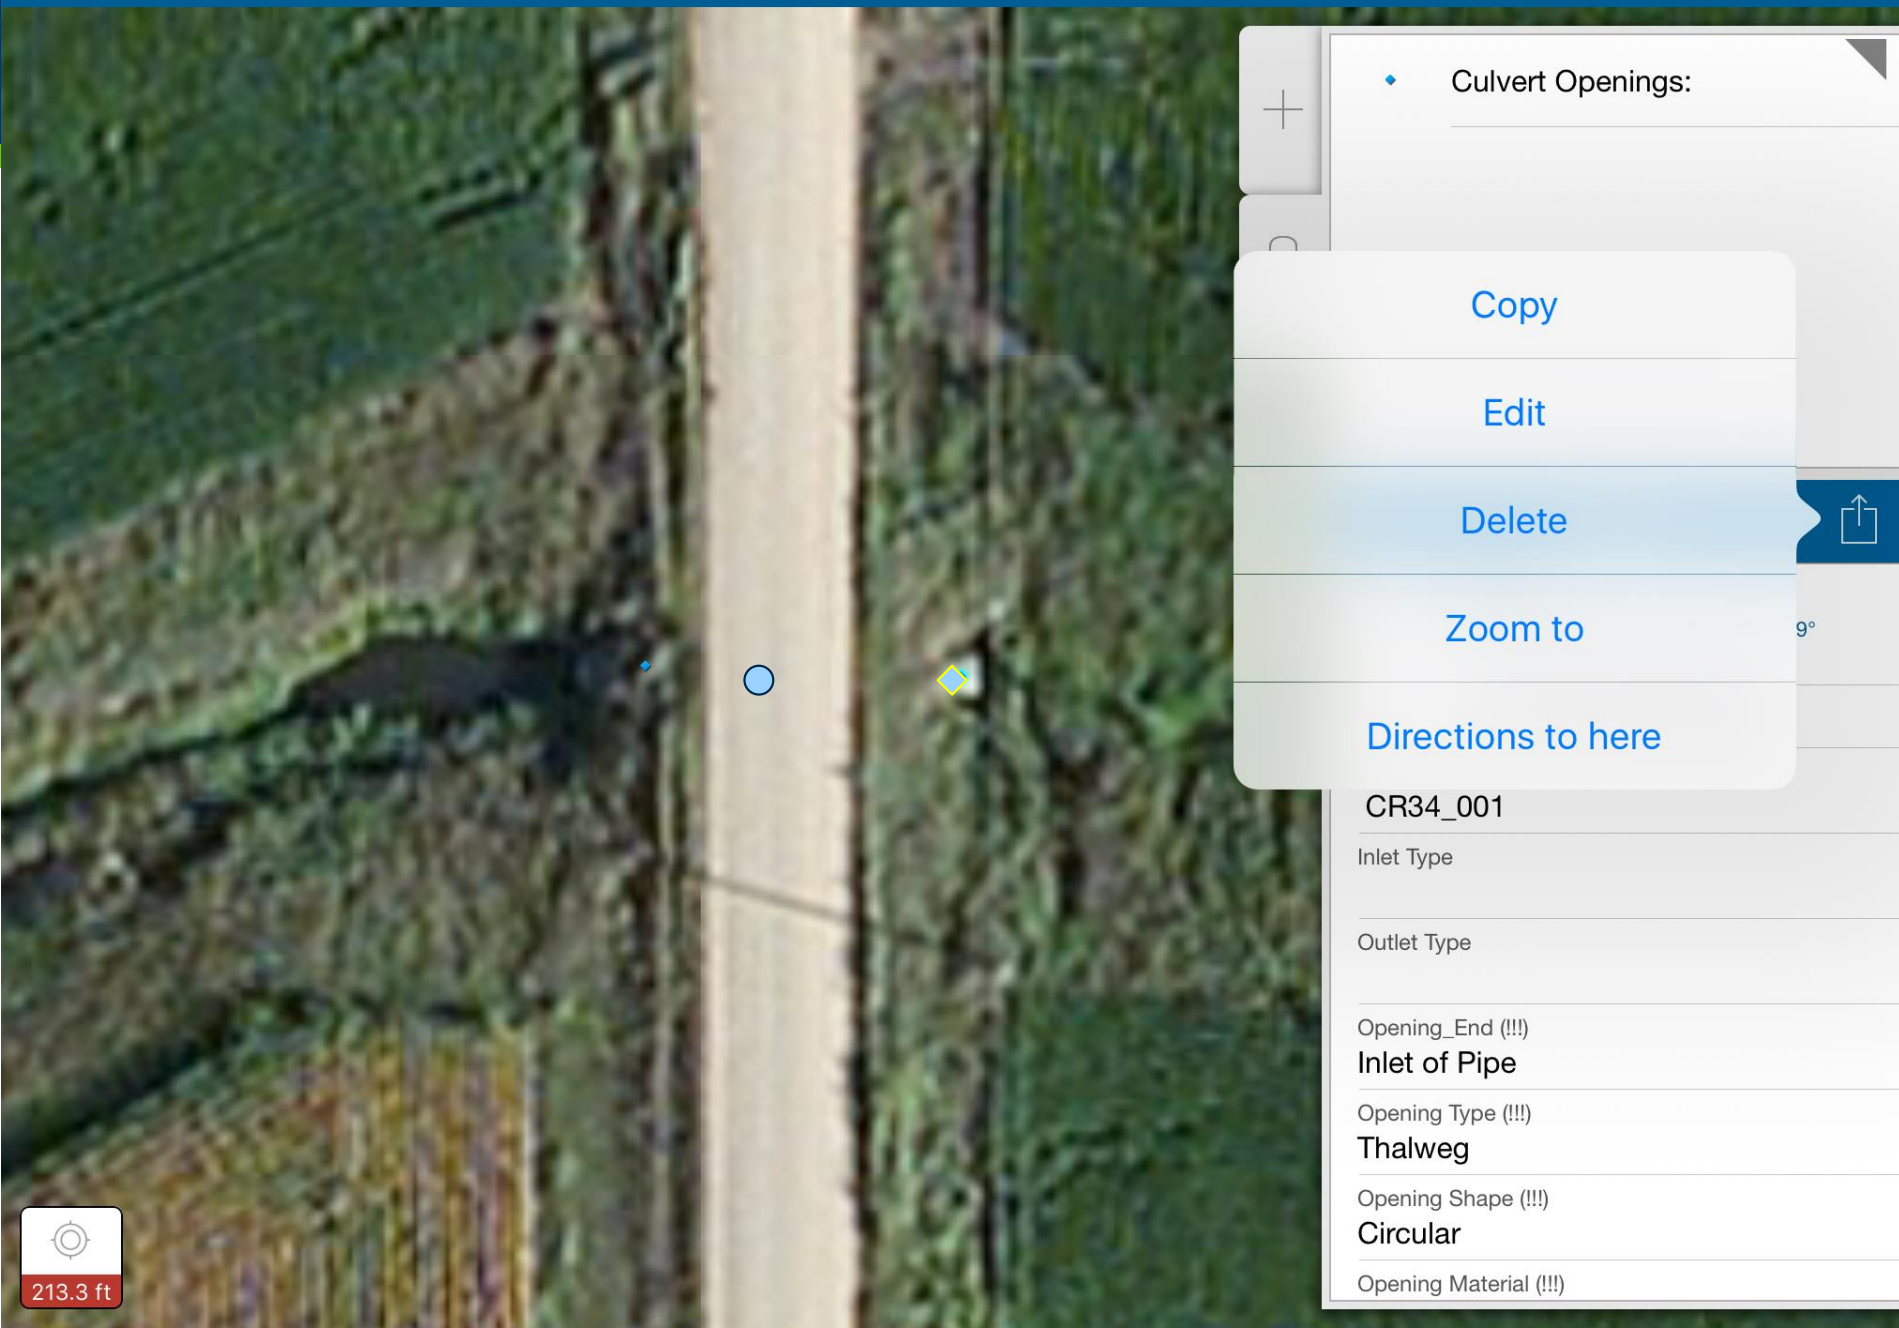 Culvert Openings:
Copy
Edit
Delete
Zoom to
9°
Directions to here
CR34_001
Inlet Type
Outlet Type
Opening_End (!!!)
Inlet of Pipe
Opening Type (!!!)
Thalweg
Opening Shape (!!!)
Circular
Opening Material (!!!)
213.3 ft